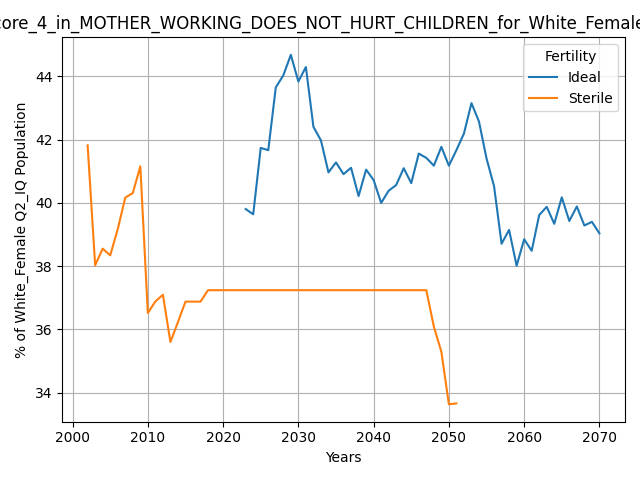 core_4_in_MOTHER_WORKING_DOES_NOT_HURT_CHILDREN_for_White_Female
Fertility
Ideal
Sterile
% of White_Female Q2_IQ Population
44
42
40
38
36
34
2000
2010
2020
2030
2040
2050
2060
2070
Years